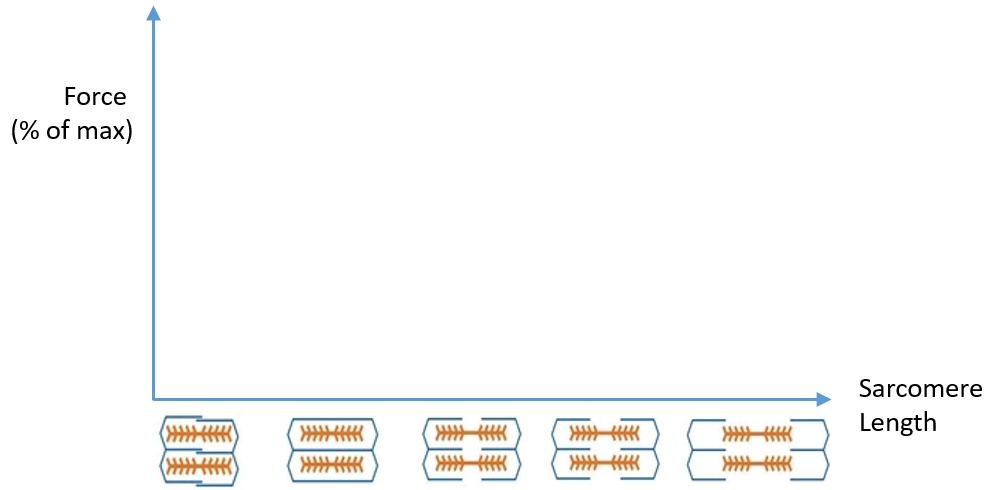 Force
(% of max)
Sarcomere
Length